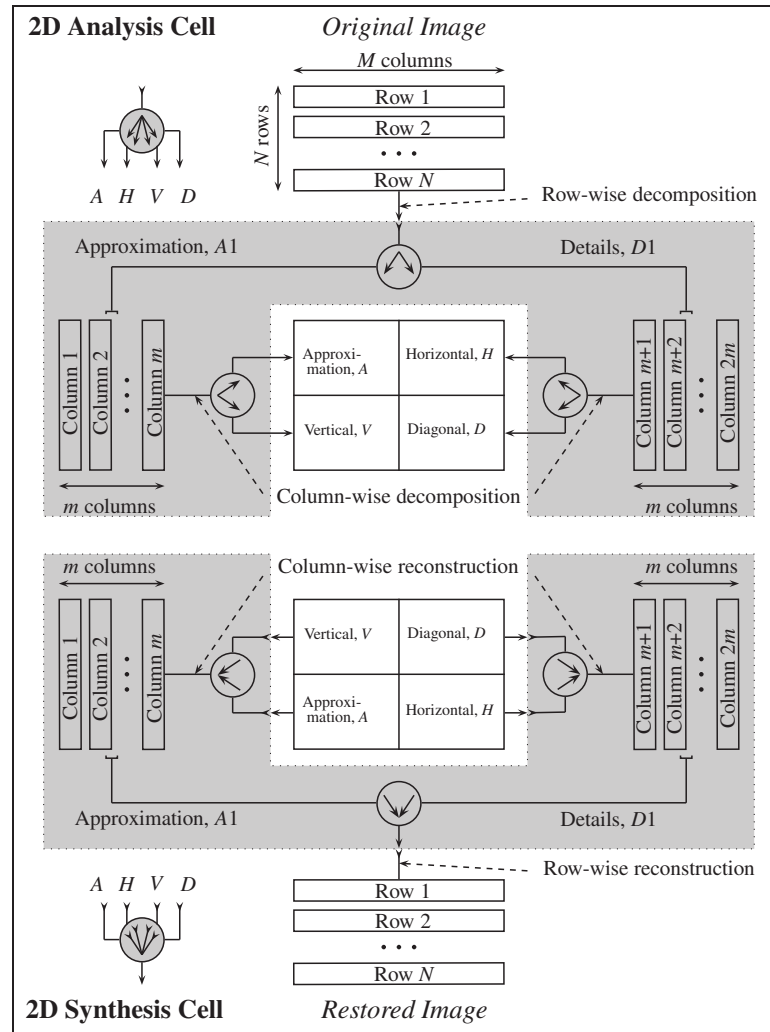 2D Analysis Cell
Original Image
M columns
N rows
Row 1
Row 2
• • •
Row N
A H V D
Row-wise decomposition
Approximation, A1
Details, D1
Column 1
Column 2
• • •
Column m
Approxi-
mation, A
Horizontal, H
Vertical, V
Diagonal, D
Column m+1
Column m+2
• • •
Column 2m
m columns
Column-wise decomposition
m columns
m columns
Column-wise reconstruction
m columns
Column 1
Column 2
• • •
Column m
Vertical, V
Diagonal, D
Approxi-
mation, A
Horizontal, H
Column m+1
Column m+2
• • •
Column 2m
Approximation, A1
Details, D1
Row-wise reconstruction
A H V D
Row 1
Row 2
• • •
Row N
2D Synthesis Cell
Restored Image